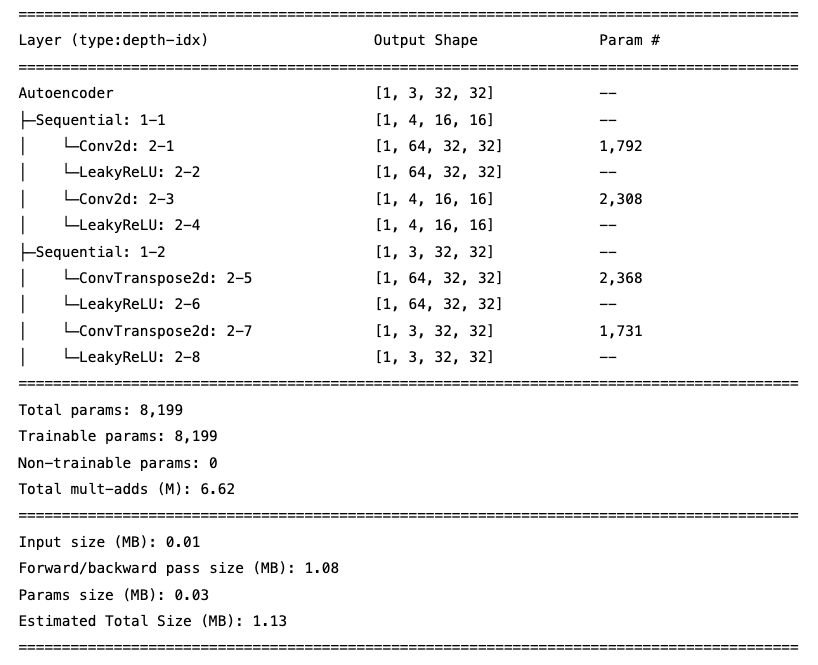 ==========================================================================================
Layer (type:depth-idx)                   Output Shape              Param #
==========================================================================================
Autoencoder                              [1, 3, 32, 32]            --
├─Sequential: 1-1                        [1, 4, 16, 16]            --
│    └─Conv2d: 2-1                       [1, 64, 32, 32]           1,792
│    └─LeakyReLU: 2-2                    [1, 64, 32, 32]           --
│    └─Conv2d: 2-3                       [1, 4, 16, 16]            2,308
│    └─LeakyReLU: 2-4                    [1, 4, 16, 16]            --
├─Sequential: 1-2                        [1, 3, 32, 32]            --
│    └─ConvTranspose2d: 2-5              [1, 64, 32, 32]           2,368
│    └─LeakyReLU: 2-6                    [1, 64, 32, 32]           --
│    └─ConvTranspose2d: 2-7              [1, 3, 32, 32]            1,731
│    └─LeakyReLU: 2-8                    [1, 3, 32, 32]            --
==========================================================================================
Total params: 8,199
Trainable params: 8,199
Non-trainable params: 0
Total mult-adds (M): 6.62
==========================================================================================
Input size (MB): 0.01
Forward/backward pass size (MB): 1.08
Params size (MB): 0.03
Estimated Total Size (MB): 1.13
==========================================================================================